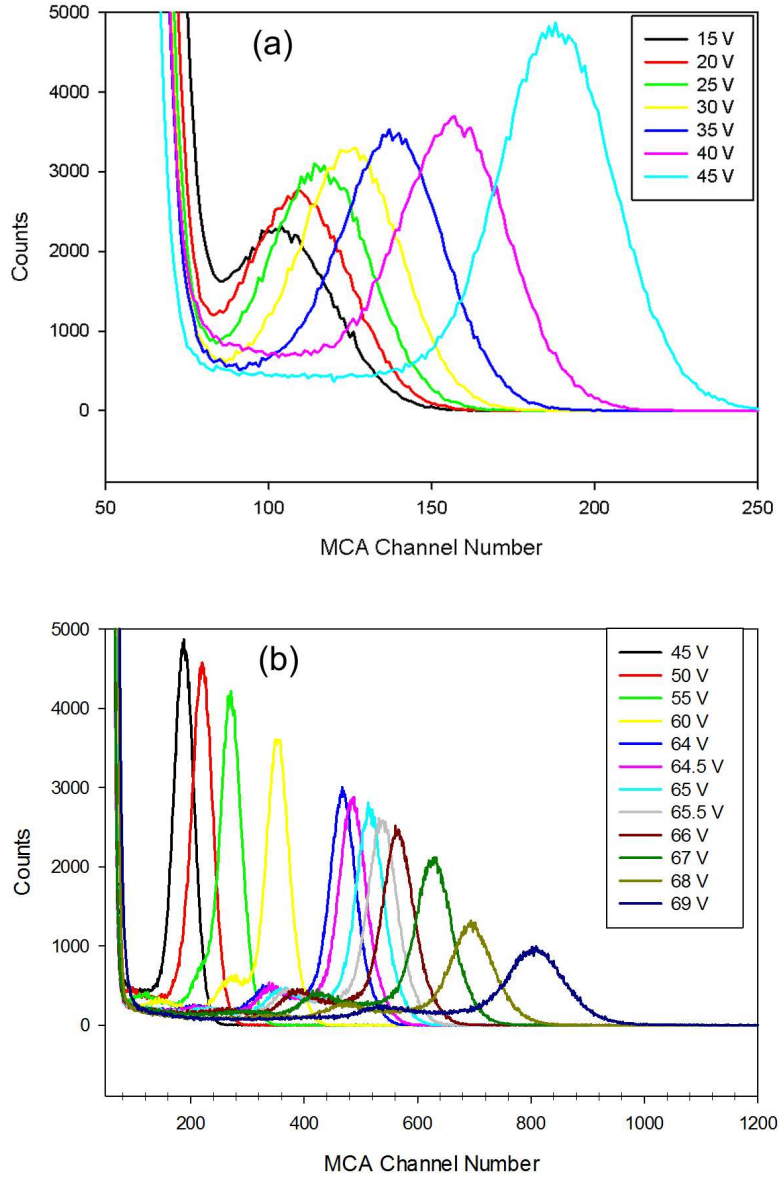 (a)
5000
4000
3000
2000
1000
0
Counts
50
100
150
200
250
MCA Channel Number
15 V
20 V
25 V
30 V
35 V
40 V
45 V
(b)
5000
4000
3000
2000
1000
0
Counts
200
400
600
800
1000
1200
MCA Channel Number
45 V
50 V
55 V
60 V
64 V
64.5 V
65 V
65.5 V
66 V
67 V
68 V
69 V